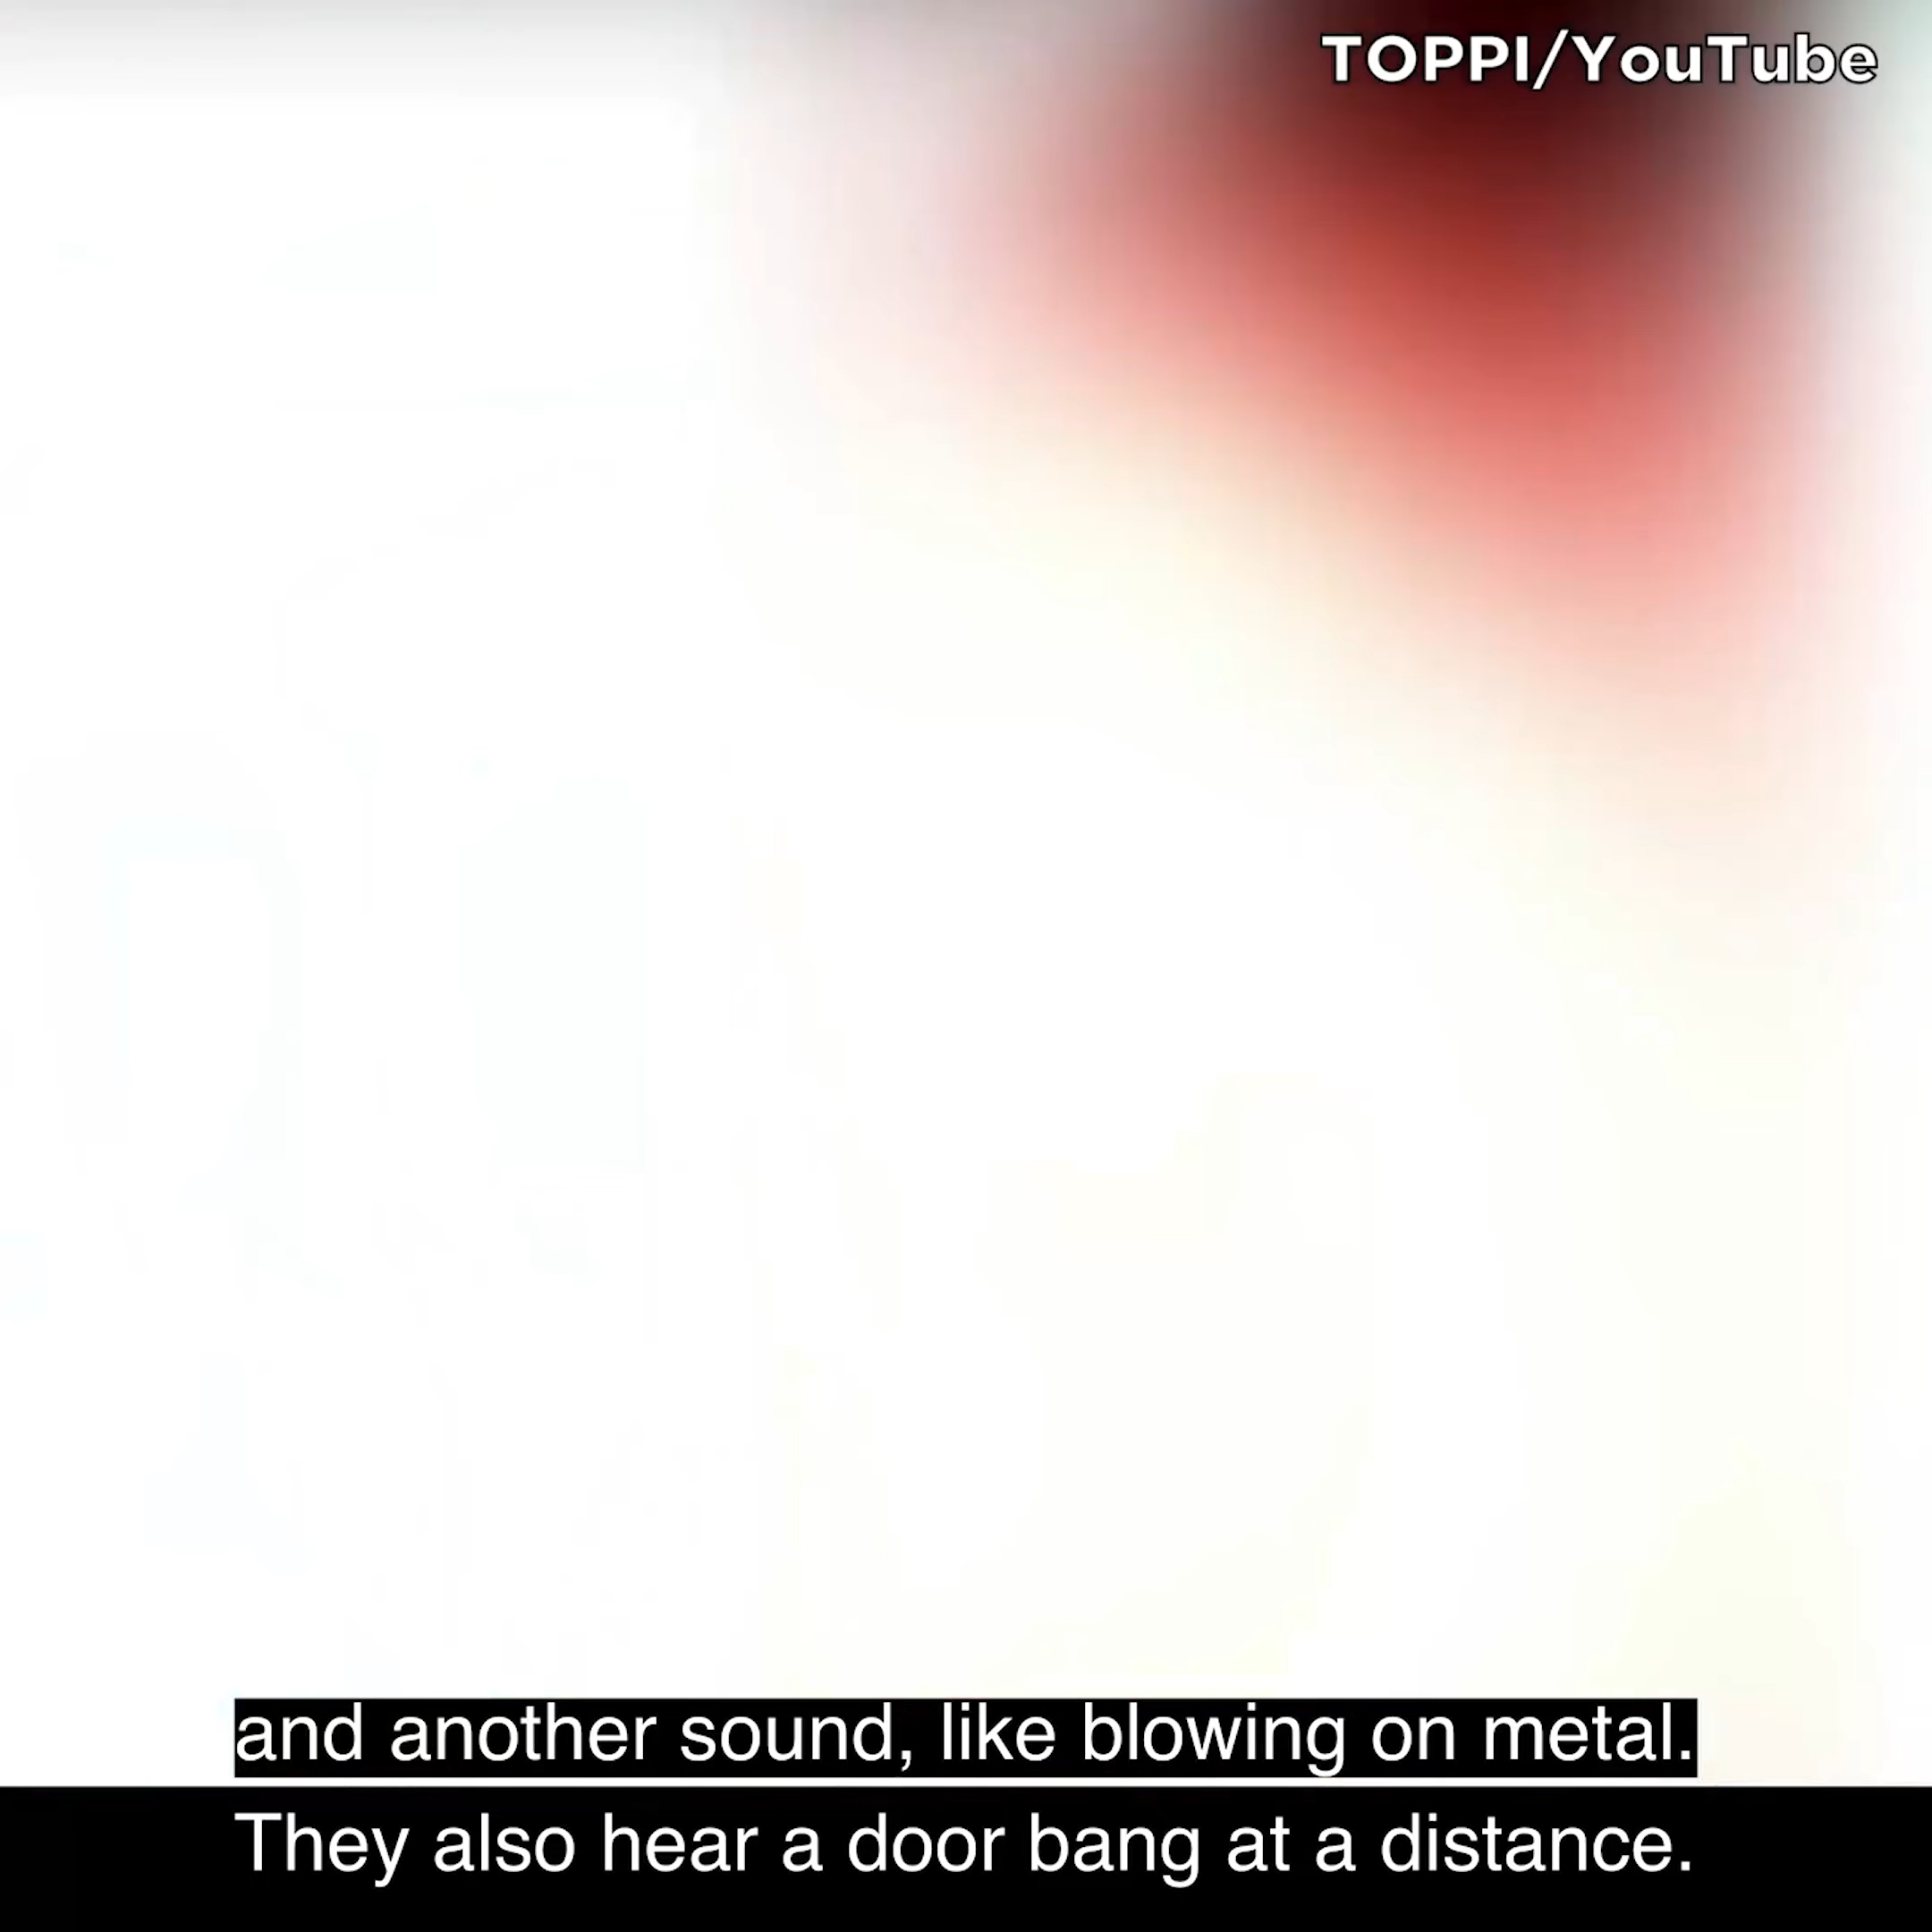 TOPPI/YouTube
and another sound, like blowing on metal.
They also hear a door bang at a distance.